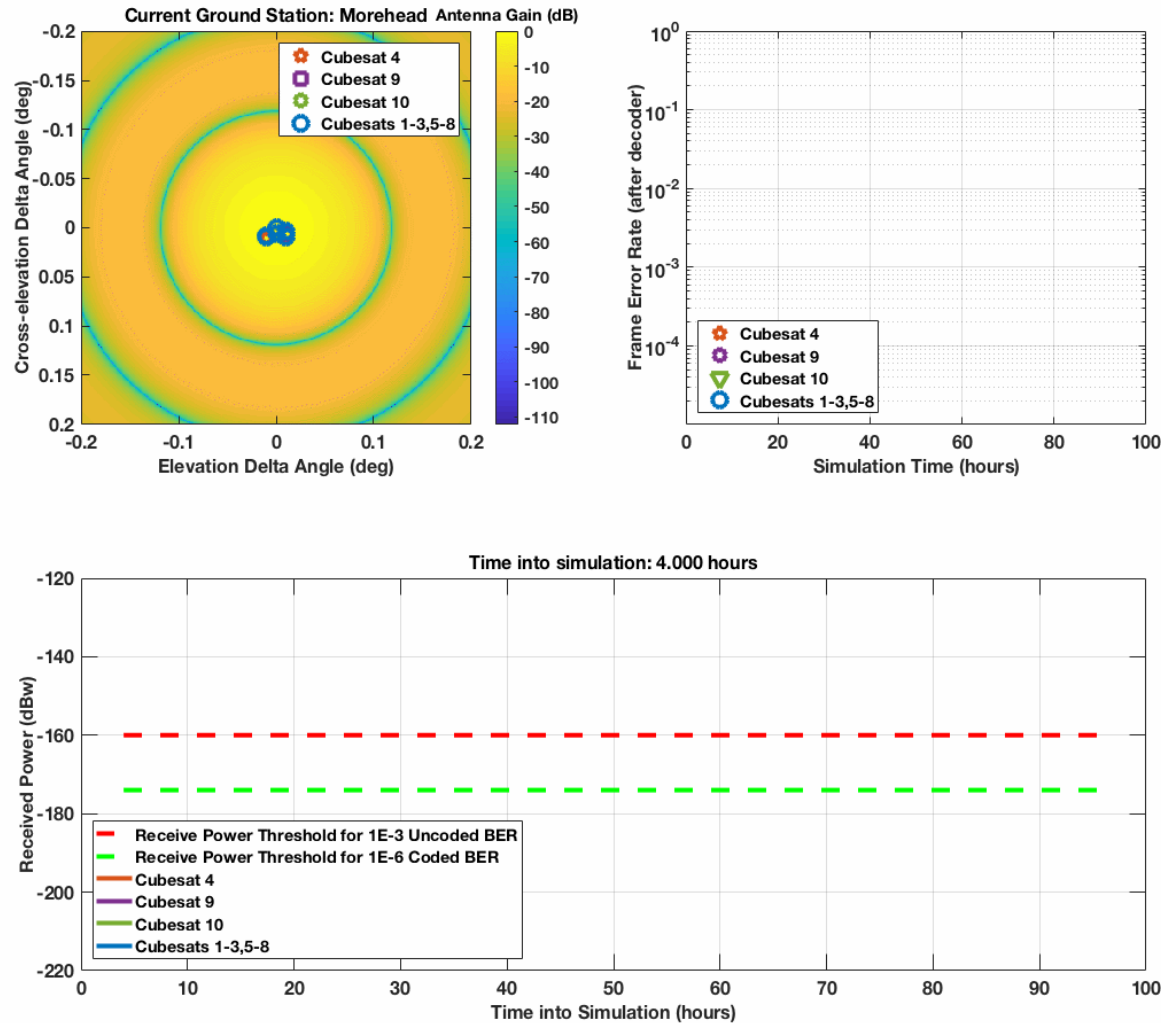 Current Ground Station: Morehead
Antenna Gain (dB)
-0.2
-0.15
-0.1
-0.05
0
0.05
0.1
0.15
0.2
Cross-elevation Delta Angle (deg)
-0.2
-0.1
0
0.1
0.2
Elevation Delta Angle (deg)
Cubesat 4
Cubesat 9
Cubesat 10
Cubesats 1-3,5-8
0
-10
-20
-30
-40
-50
-60
-70
-80
-90
-100
-110
10^0
10^-1
10^-2
10^-3
10^-4
Frame Error Rate (after decoder)
Cubesat 4
Cubesat 9
Cubesat 10
Cubesats 1-3,5-8
0
20
40
60
80
100
Simulation Time (hours)
Time into simulation: 4.000 hours
-120
-140
-160
-180
-200
-220
Received Power (dBw)
Receive Power Threshold for 1E-3 Uncoded BER
Receive Power Threshold for 1E-6 Coded BER
Cubesat 4
Cubesat 9
Cubesat 10
Cubesats 1-3,5-8
0
10
20
30
40
50
60
70
80
90
100
Time into Simulation (hours)